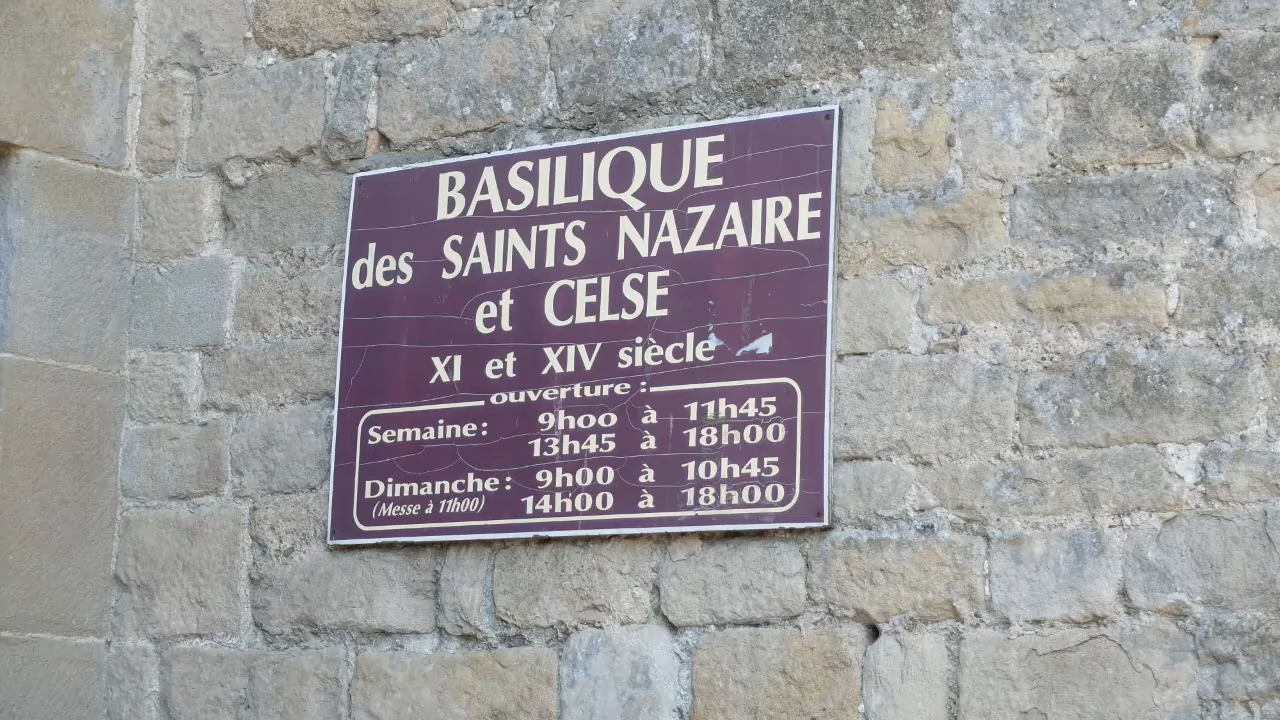 BASILIQUE
des SAINTS NAZAIRE
et CELSE
XI et XIV siècle
ouverture :
Semaine : 9hoo à 11h45
13h45 à 18h00
Dimanche : 9h00 à 10h45
(Messe à 11h00) 14h00 à 18h00